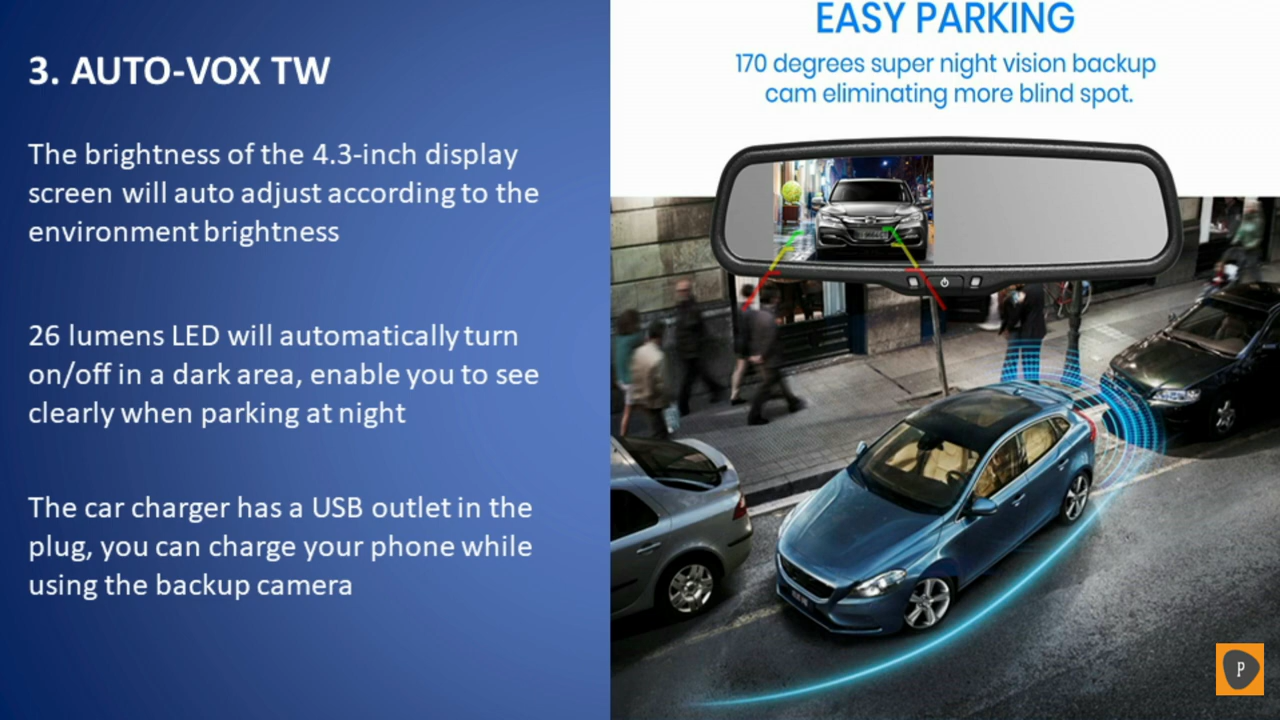 3. AUTO-VOX TW
The brightness of the 4.3-inch display
screen will auto adjust according to the
environment brightness
26 lumens LED will automatically turn
on/off in a dark area, enable you to see
clearly when parking at night
The car charger has a USB outlet in the
plug, you can charge your phone while
using the backup camera
EASY PARKING
170 degrees super night vision backup
cam eliminating more blind spot.
P